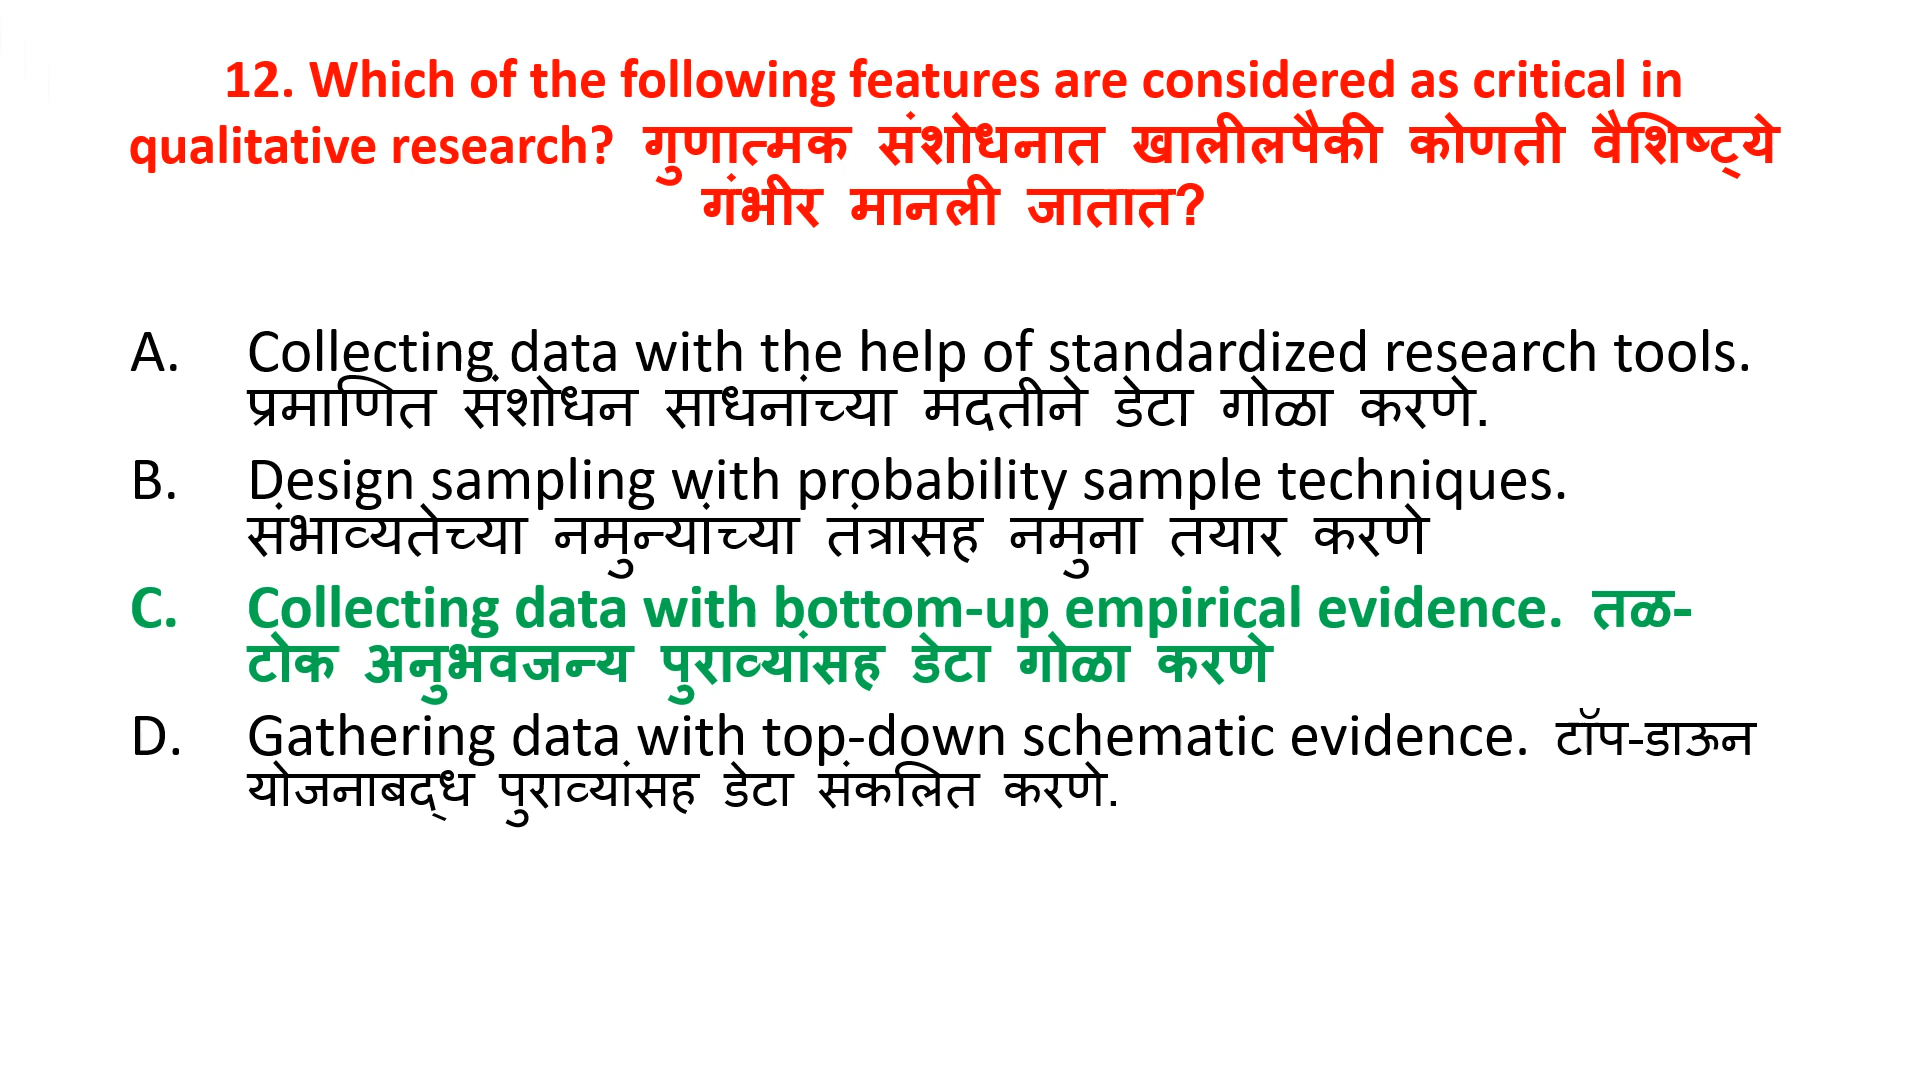 12. Which of the following features are considered as critical in
qualitative research? गुणात्मक संशोधनात खालीलपैकी कोणती वैशिष्ट्ये
गंभीर मानली जातात?
A. Collecting data with the help of standardized research tools.
प्रमाणित संशोधन साधनांच्या मदतीने डेटा गोळा करणे.
B. Design sampling with probability sample techniques.
संभाव्यतेच्या नमुन्यांच्या तंत्रासह नमुना तयार करणे
C. Collecting data with bottom-up empirical evidence. तळ-
टोक अनुभवजन्य पुराव्यांसह डेटा गोळा करणे
D. Gathering data with top-down schematic evidence. टॉप-डाऊन
योजनाबद्ध पुराव्यांसह डेटा संकलित करणे.